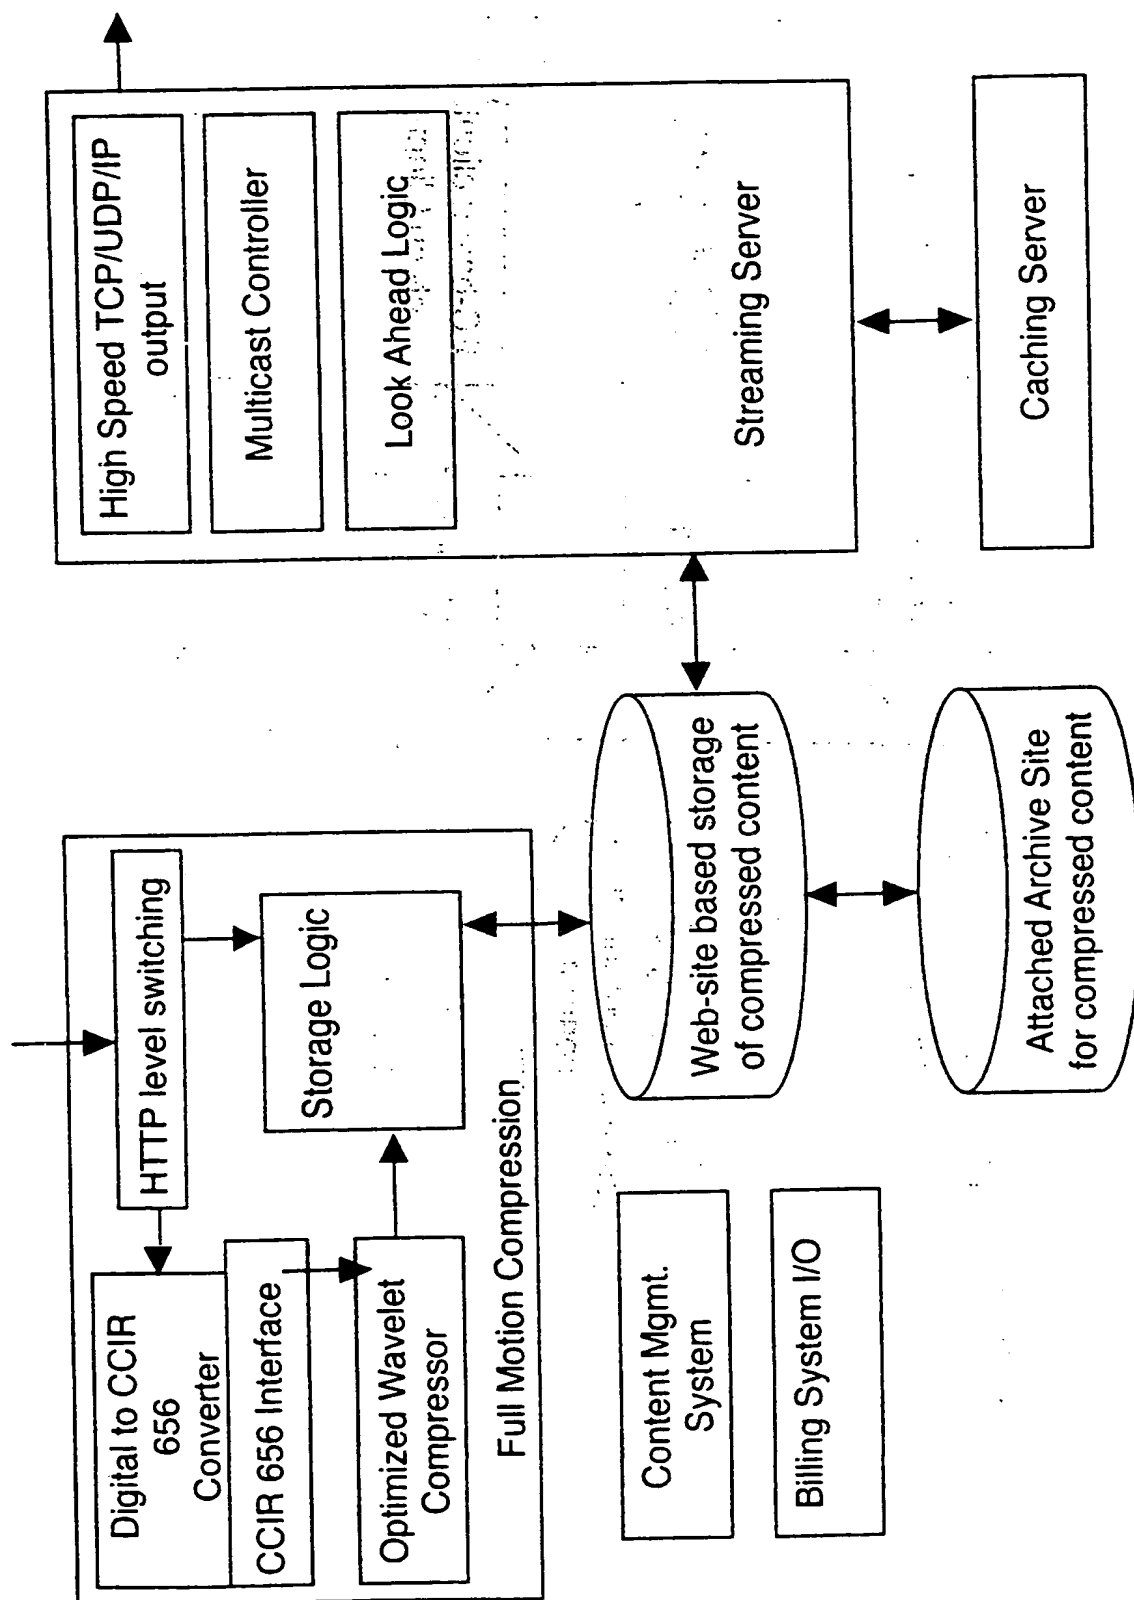 Digital to CCIR
656
Converter
CCIR 656 Interface
Optimized Wavelet
Compressor
HTTP level switching
Storage Logic
Full Motion Compression
High Speed TCP/UDP/IP
output
Multicast Controller
Look Ahead Logic
Streaming Server
Content Mgmt.
System
Billing System I/O
Web-site based storage
of compressed content
Attached Archive Site
for compressed content
Caching Server